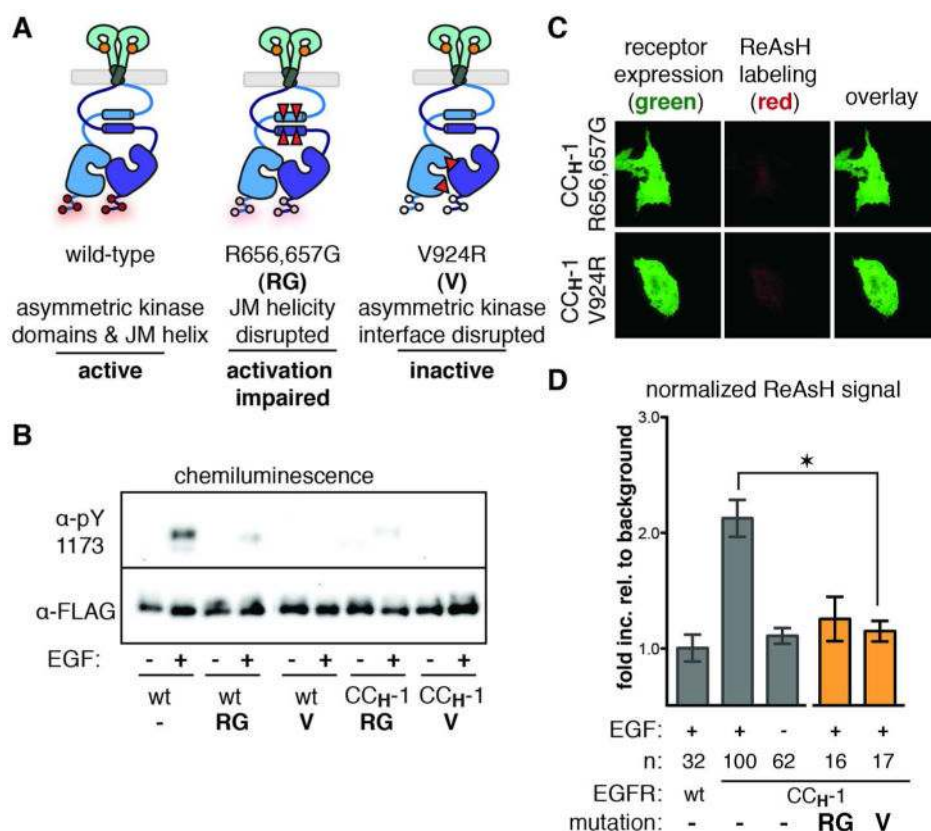 A
wild-type
asymmetric kinase
domains & JM helix
active
R656,657G
(RG)
JM helicity
disrupted
activation
impaired
V924R
(V)
asymmetric kinase
interface disrupted
inactive
B
chemiluminescence
α-pY
1173
α-FLAG
EGF: - + - + - + - + - +
wt wt wt CCH-1 CCH-1
- RG V RG V
C
receptor
expression
(green)
ReAsH
labeling
(red)
overlay
CCH-1
R656,657G
CCH-1
V924R
D
normalized ReAsH signal
fold inc. rel. to background
3.0
2.0
1.0
*
EGF: + + - + +
n: 32 100 62 16 17
EGFR: wt CCH-1
mutation: - - - RG V